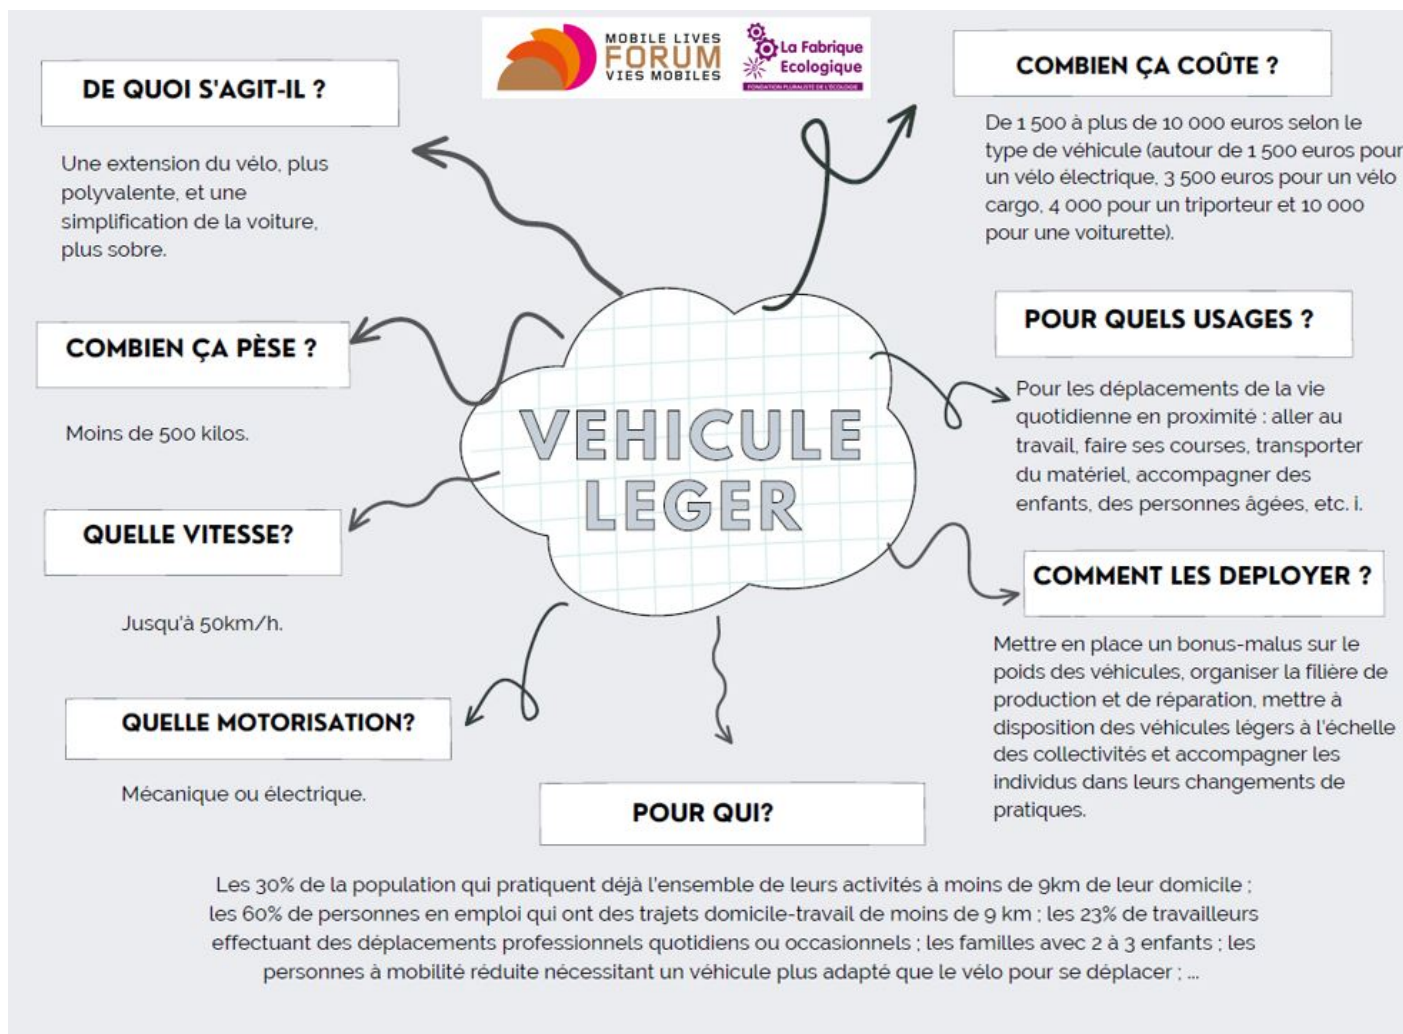 MOBILE LIVES
FORUM
VIES MOBILES
La Fabrique
Ecologique
FONDATION PLURALISTE DE L'ÉCOLOGIE
DE QUOI S'AGIT-IL ?
Une extension du vélo, plus
polyvalente, et une
simplification de la voiture,
plus sobre.
COMBIEN ÇA PÈSE ?
Moins de 500 kilos.
QUELLE VITESSE?
Jusqu'à 50km/h.
QUELLE MOTORISATION?
Mécanique ou électrique.
VEHICULE
LEGER
COMBIEN ÇA COÛTE ?
De 1 500 à plus de 10 000 euros selon le
type de véhicule (autour de 1 500 euros pour
un vélo électrique, 3 500 euros pour un vélo
cargo, 4 000 pour un triporteur et 10 000
pour une voiturette).
POUR QUELS USAGES ?
Pour les déplacements de la vie
quotidienne en proximité : aller au
travail, faire ses courses, transporter
du matériel, accompagner des
enfants, des personnes âgées, etc. i.
COMMENT LES DEPLOYER ?
Mettre en place un bonus-malus sur le
poids des véhicules, organiser la filière de
production et de réparation, mettre à
disposition des véhicules légers à l'échelle
des collectivités et accompagner les
individus dans leurs changements de
pratiques.
POUR QUI?
Les 30% de la population qui pratiquent déjà l'ensemble de leurs activités à moins de 9km de leur domicile ;
les 60% de personnes en emploi qui ont des trajets domicile-travail de moins de 9 km ; les 23% de travailleurs
effectuant des déplacements professionnels quotidiens ou occasionnels ; les familles avec 2 à 3 enfants ; les
personnes à mobilité réduite nécessitant un véhicule plus adapté que le vélo pour se déplacer ; ...